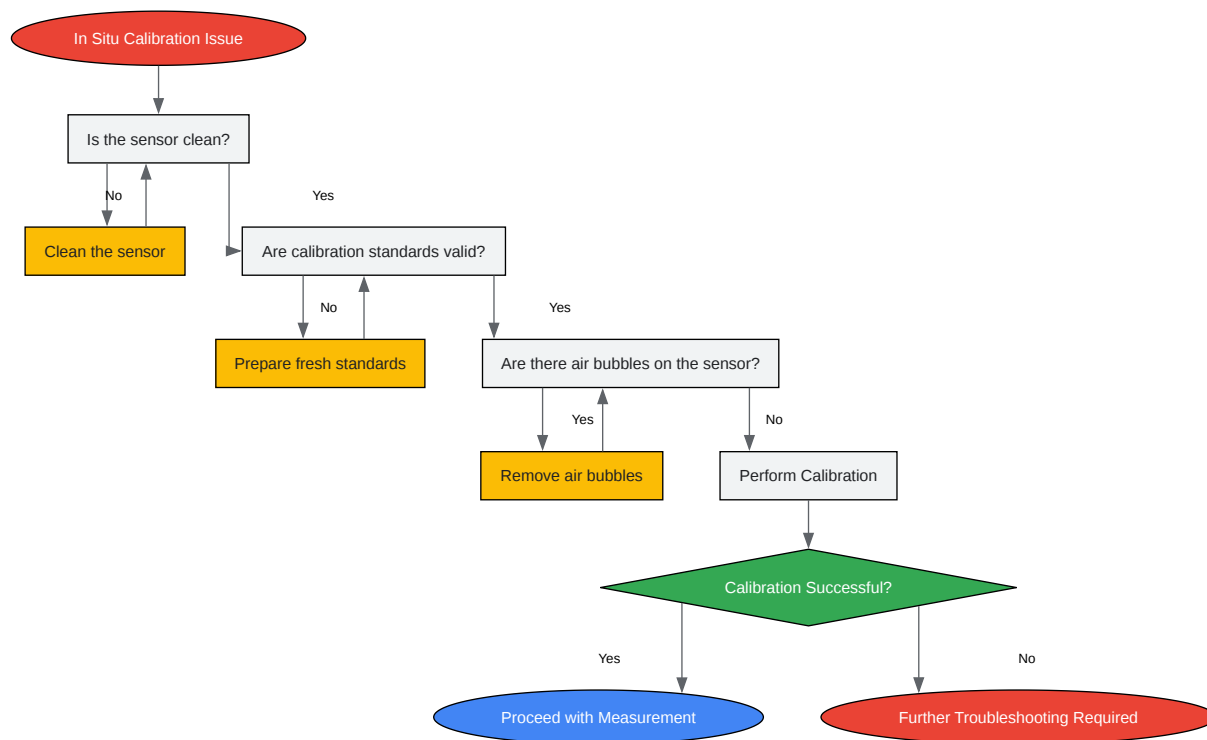 In Situ Calibration Issue
Is the sensor clean?
No
Yes
Clean the sensor
Are calibration standards valid?
No
Yes
Prepare fresh standards
Are there air bubbles on the sensor?
Yes
No
Remove air bubbles
Perform Calibration
Calibration Successful?
Yes
No
Proceed with Measurement
Further Troubleshooting Required